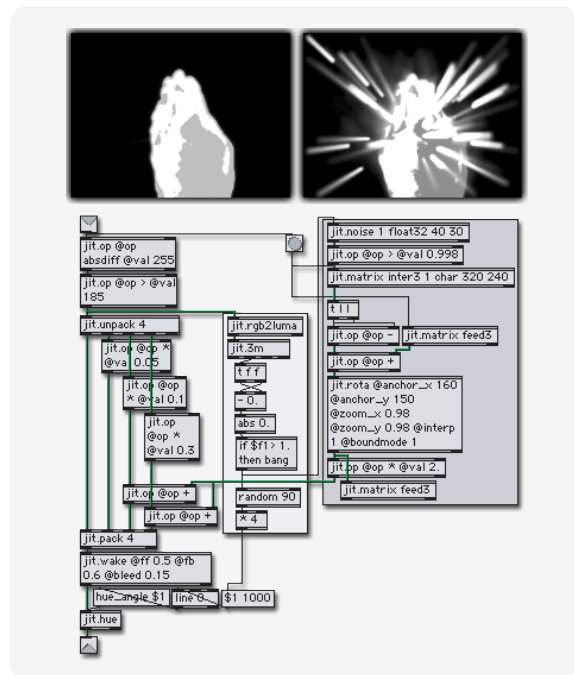 jit.op @op
absdiff @val 255
jit.op @op > @val
185
jit.unpack 4
jit.op @op *
@val 0.05
jit.op @op
* @val 0.1
jit.op
@op *
@val 0.3
jit.op @op +
jit.op @op +
jit.pack 4
jit.wake @ff 0.5 @fb
0.6 @bleed 0.15
hue_angle $1
line 0
$1 1000
jit.hue
jit.rgb2luma
jit.3m
t f f
- 0.
abs 0.
if $f1> 1.
then bang
random 90
* 4
jit.noise 1 float32 40 30
jit.op @op > @val 0.998
jit.matrix inter3 1 char 320 240
t l l
jit.op @op -
jit.matrix feed3
jit.op @op +
jit.rota @anchor_x 160
@anchor_y 150
@zoom_x 0.98
@zoom_y 0.98 @interp
1 @boundmode 1
jit.op @op * @val 2.
jit.matrix feed3